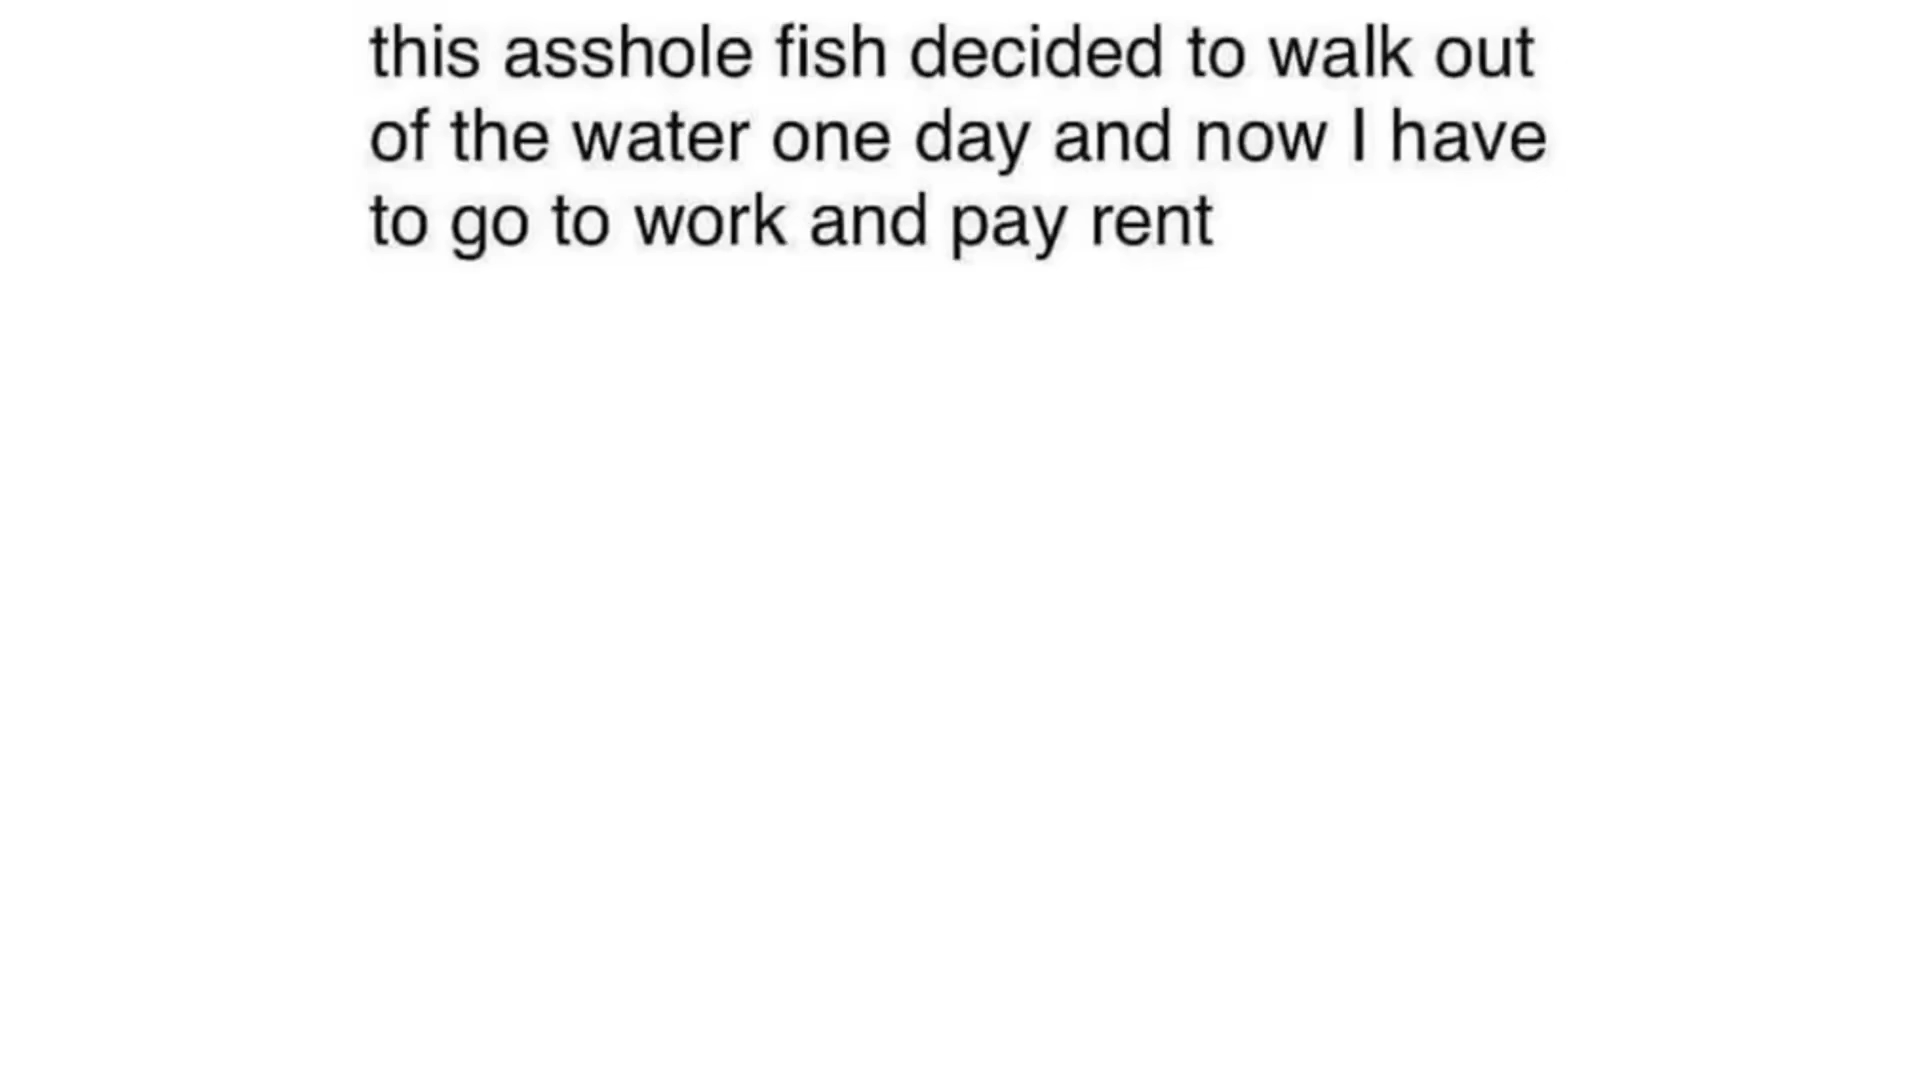 this asshole fish decided to walk out
of the water one day and now I have
to go to work and pay rent